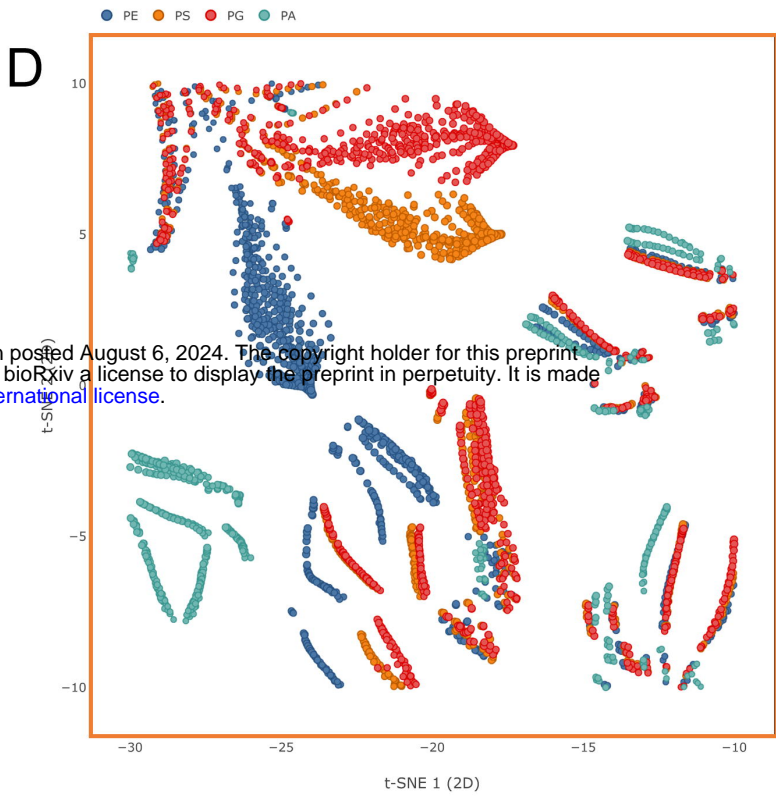 PE PS PG PA
D
10
5
n posted August 6, 2024. The copyright holder for this preprint
bioRxiv a license to display the preprint in perpetuity. It is made
0
ernational license.
t-SNE 2 (2D)
−5
−10
−30 −25 −20 −15 −10
t-SNE 1 (2D)